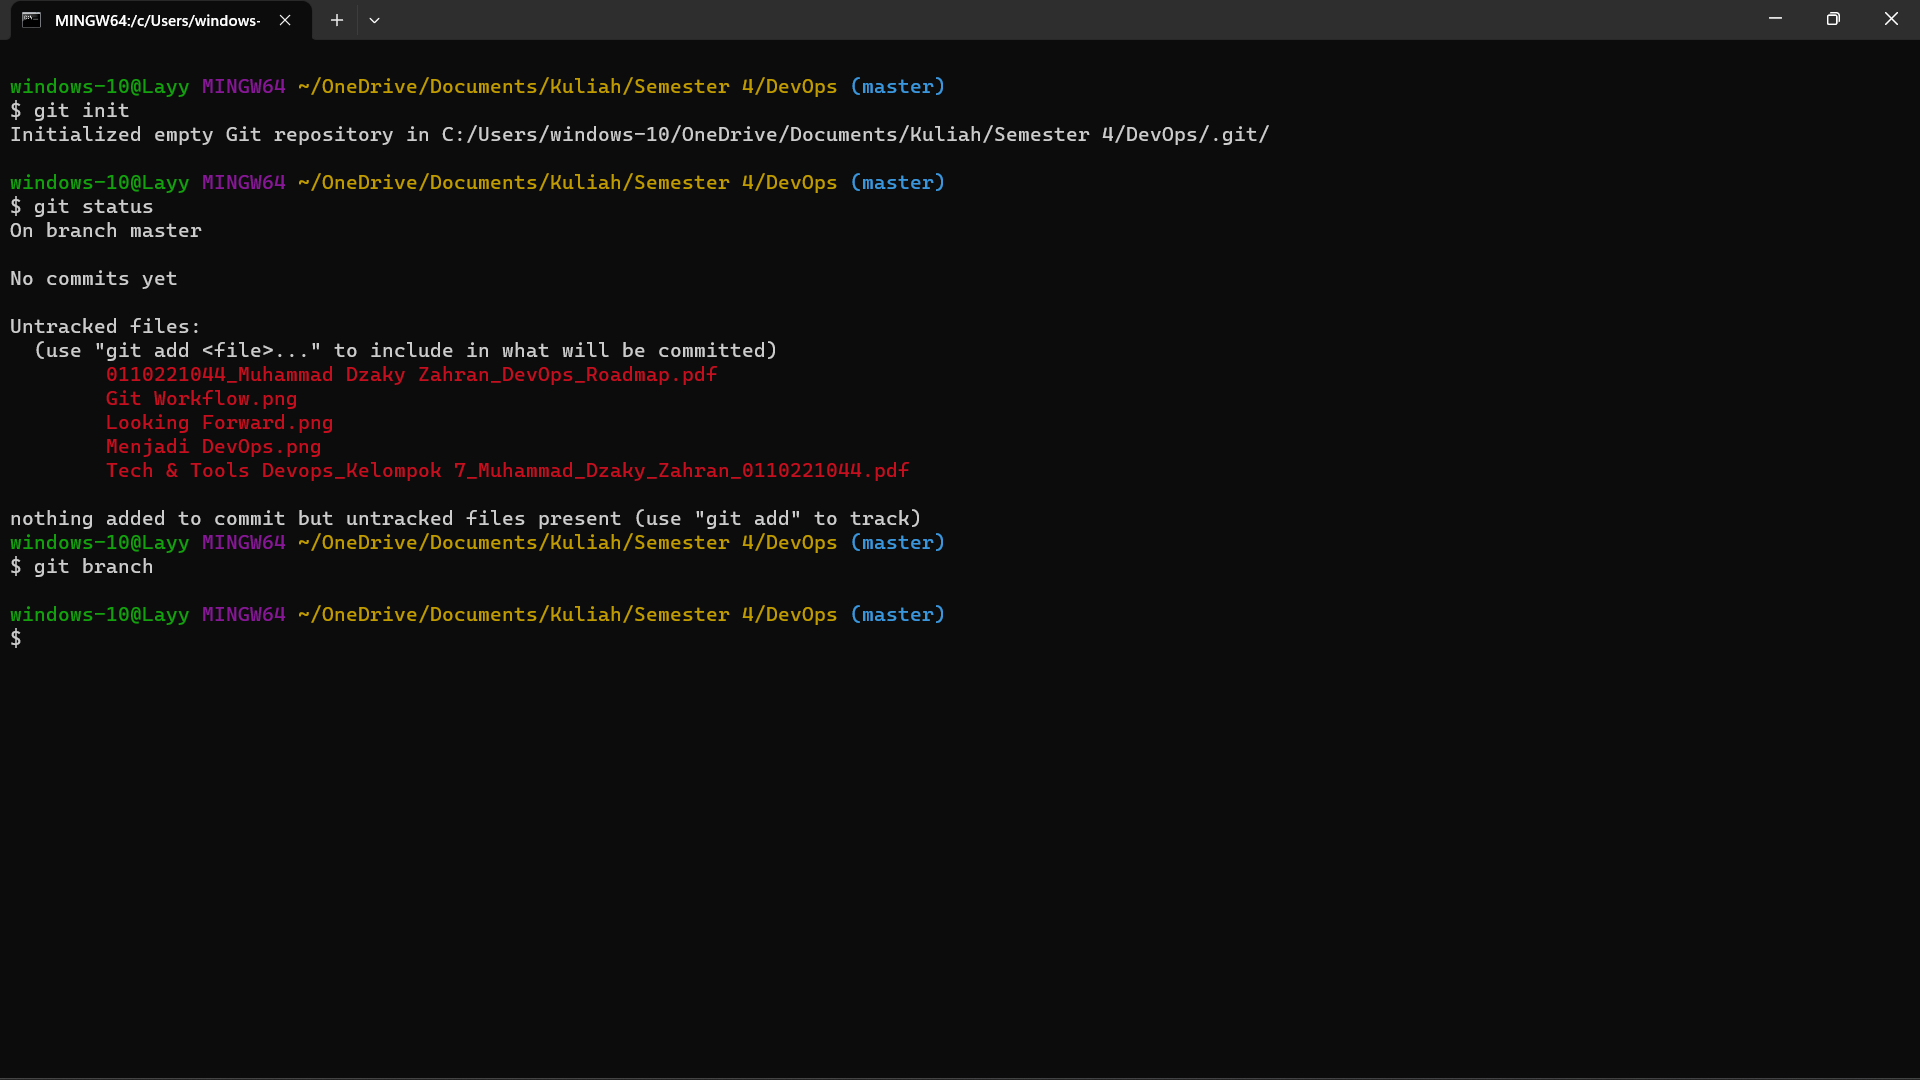 MINGW64:/c/Users/windows-
windows-10@Layy MINGW64 ~/OneDrive/Documents/Kuliah/Semester 4/DevOps (master)
$ git init
Initialized empty Git repository in C:/Users/windows-10/OneDrive/Documents/Kuliah/Semester 4/DevOps/.git/
windows-10@Layy MINGW64 ~/OneDrive/Documents/Kuliah/Semester 4/DevOps (master)
$ git status
On branch master
No commits yet
Untracked files:
(use "git add <file>..." to include in what will be committed)
0110221044_Muhammad Dzaky Zahran_DevOps_Roadmap.pdf
Git Workflow.png
Looking Forward.png
Menjadi DevOps.png
Tech & Tools Devops_Kelompok 7_Muhammad_Dzaky_Zahran_0110221044.pdf
nothing added to commit but untracked files present (use "git add" to track)
windows-10@Layy MINGW64 ~/OneDrive/Documents/Kuliah/Semester 4/DevOps (master)
$ git branch
windows-10@Layy MINGW64 ~/OneDrive/Documents/Kuliah/Semester 4/DevOps (master)
$